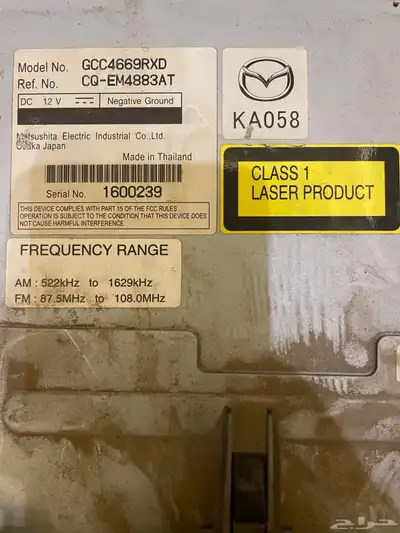 Model No. GCC4669RXD
Ref. No. CQ-EM4883AT
DC 12 V Negative Ground
Matsushita Electric Industrial Co.,Ltd.
Osaka Japan
Made in Thailand
Serial No. 1600239
THIS DEVICE COMPLIES WITH PART 15 OF THE FCC RULES
OPERATION IS SUBJECT TO THE CONDITION THAT THIS DEVICE DOES
NOT CAUSE HARMFUL INTERFERENCE.
KA058
CLASS 1
LASER PRODUCT
FREQUENCY RANGE
AM : 522kHz to 1629kHz
FM : 87.5MHz to 108.0MHz
حراج